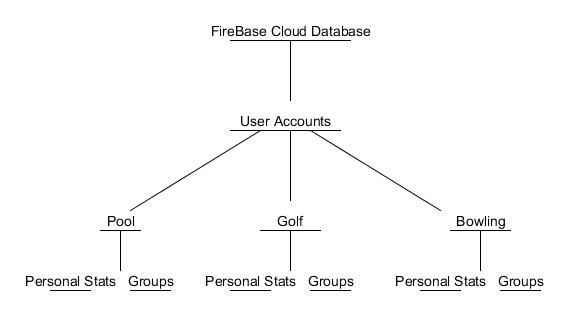 FireBase Cloud Database
User Accounts
Pool Golf Bowling
Personal Stats Groups Personal Stats Groups Personal Stats Groups